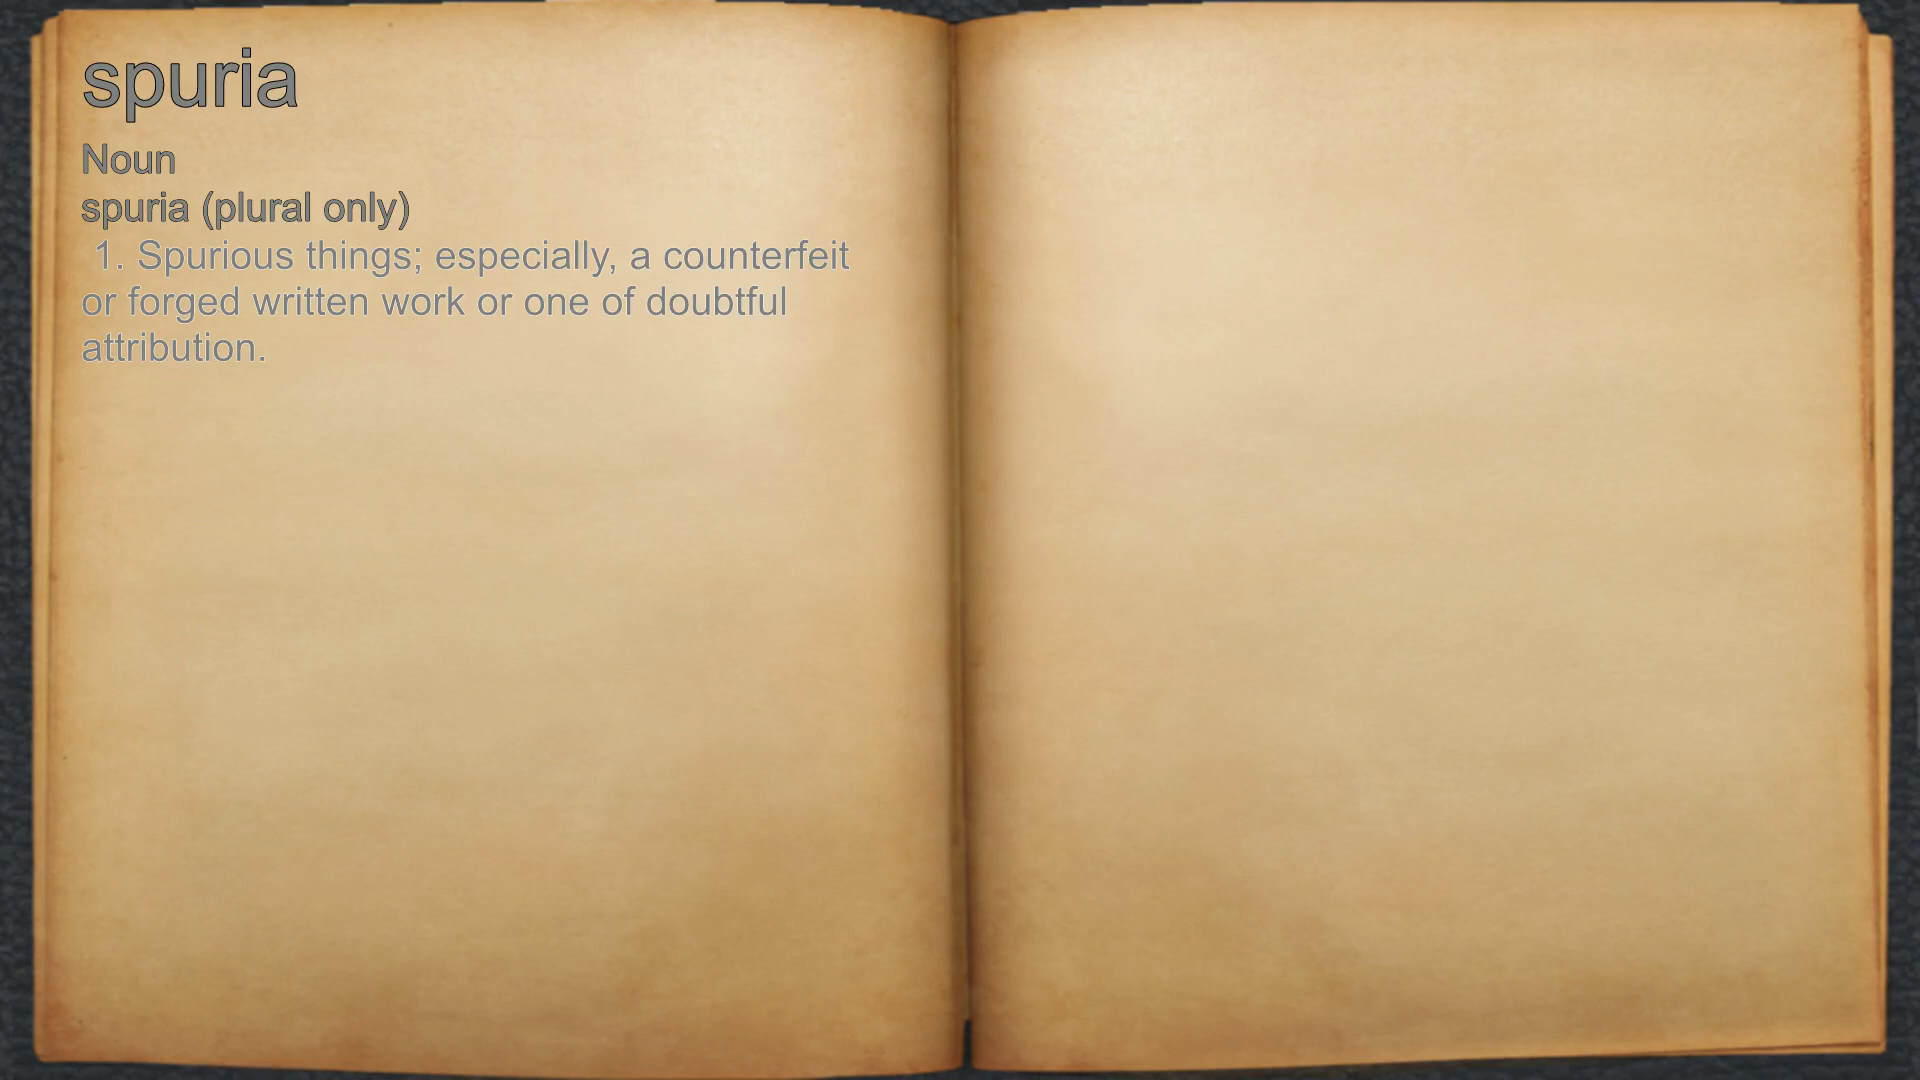 spuria
Noun
spuria (plural only)
1. Spurious things; especially, a counterfeit
or forged written work or one of doubtful
attribution.